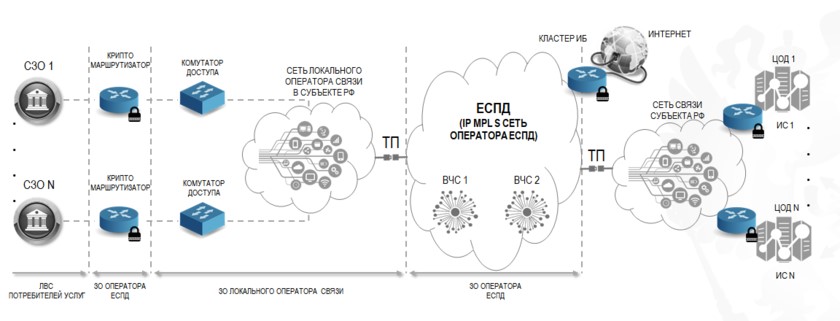 СЗО 1
КРИПТО
МАРШРУТИЗАТОР
КОМУТАТОР
ДОСТУПА
СЕТЬ ЛОКАЛЬНОГО
ОПЕРАТОРА СВЯЗИ
В СУБЪЕКТЕ РФ
ТП
ЕСПД
(IP MPL S СЕТЬ
ОПЕРАТОРА ЕСПД)
ВЧС 1
ВЧС 2
КЛАСТЕР ИБ
ИНТЕРНЕТ
ТП
СЕТЬ СВЯЗИ
СУБЪЕКТА РФ
ЦОД 1
ИС 1
СЗО N
КРИПТО
МАРШРУТИЗАТОР
КОМУТАТОР
ДОСТУПА
ЦОД N
ИС N
ЛВС
ПОТРЕБИТЕЛЕЙ УСЛУГ
ЗО ОПЕРАТОРА
ЕСПД
ЗО ЛОКАЛЬНОГО ОПЕРАТОРА СВЯЗИ
ЗО ОПЕРАТОРА
ЕСПД